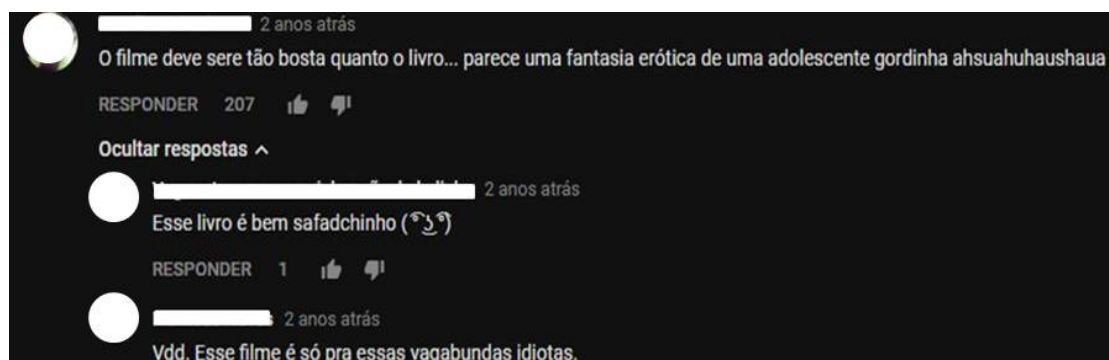 2 anos atrás
O filme deve sere tão bosta quanto o livro... parece uma fantasia erótica de uma adolescente gordinha ahsuahuhaushaua
RESPONDER 207
Ocultar respostas
2 anos atrás
Esse livro é bem safadchinho ( ͡° ͜ʖ ͡°)
RESPONDER 1
2 anos atrás
Vdd. Esse filme é só pra essas vagabundas idiotas.